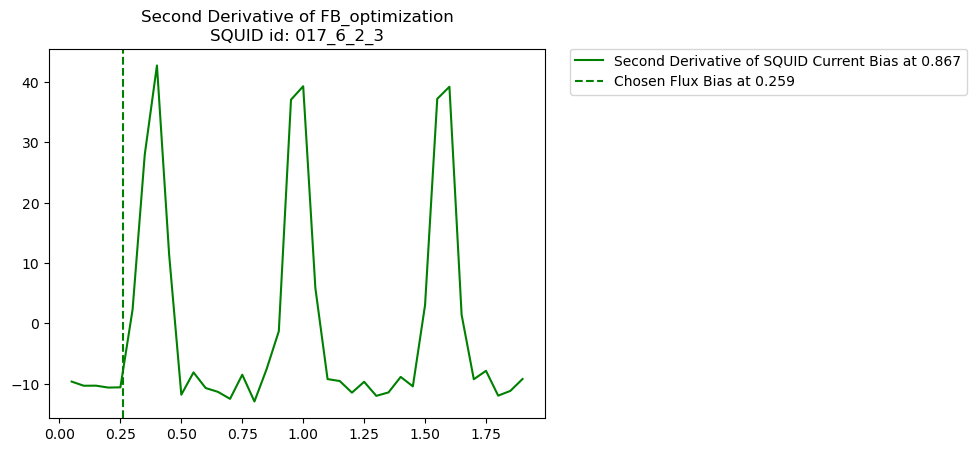 Second Derivative of FB_optimization
SQUID id: 017_6_2_3
Second Derivative of SQUID Current Bias at 0.867
Chosen Flux Bias at 0.259
40
30
20
10
0
−10
0.00 0.25 0.50 0.75 1.00 1.25 1.50 1.75